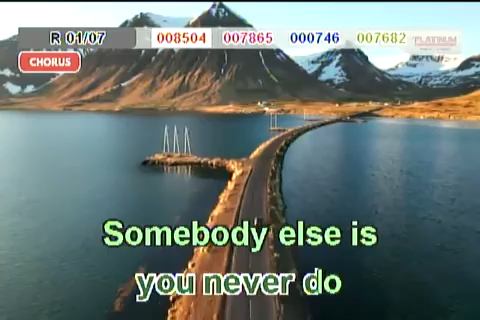 R 01/07 008504 007865 000746 007682 PLATINUM
CHORUS
Somebody else is
you never do